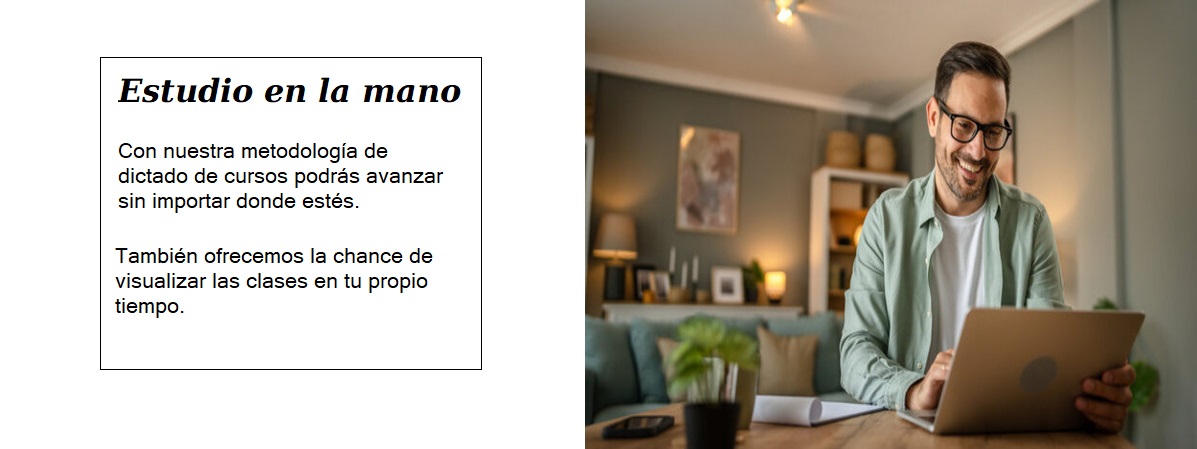 Estudio en la mano
Con nuestra metodología de
dictado de cursos podrás avanzar
sin importar donde estés.
También ofrecemos la chance de
visualizar las clases en tu propio
tiempo.